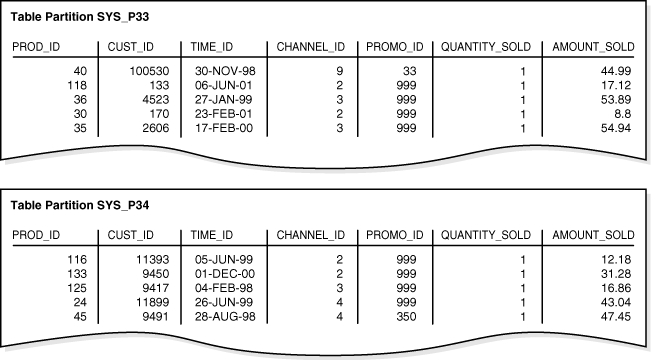 Table Partition SYS_P33
PROD_ID CUST_ID TIME_ID CHANNEL_ID PROMO_ID QUANTITY_SOLD AMOUNT_SOLD
40 100530 30-NOV-98 9 33 1 44.99
118 133 06-JUN-01 2 999 1 17.12
36 4523 27-JAN-99 3 999 1 53.89
30 170 23-FEB-01 2 999 1 8.8
35 2606 17-FEB-00 3 999 1 54.94
Table Partition SYS_P34
PROD_ID CUST_ID TIME_ID CHANNEL_ID PROMO_ID QUANTITY_SOLD AMOUNT_SOLD
116 11393 05-JUN-99 2 999 1 12.18
133 9450 01-DEC-00 2 999 1 31.28
125 9417 04-FEB-98 3 999 1 16.86
24 11899 26-JUN-99 4 999 1 43.04
45 9491 28-AUG-98 4 350 1 47.45